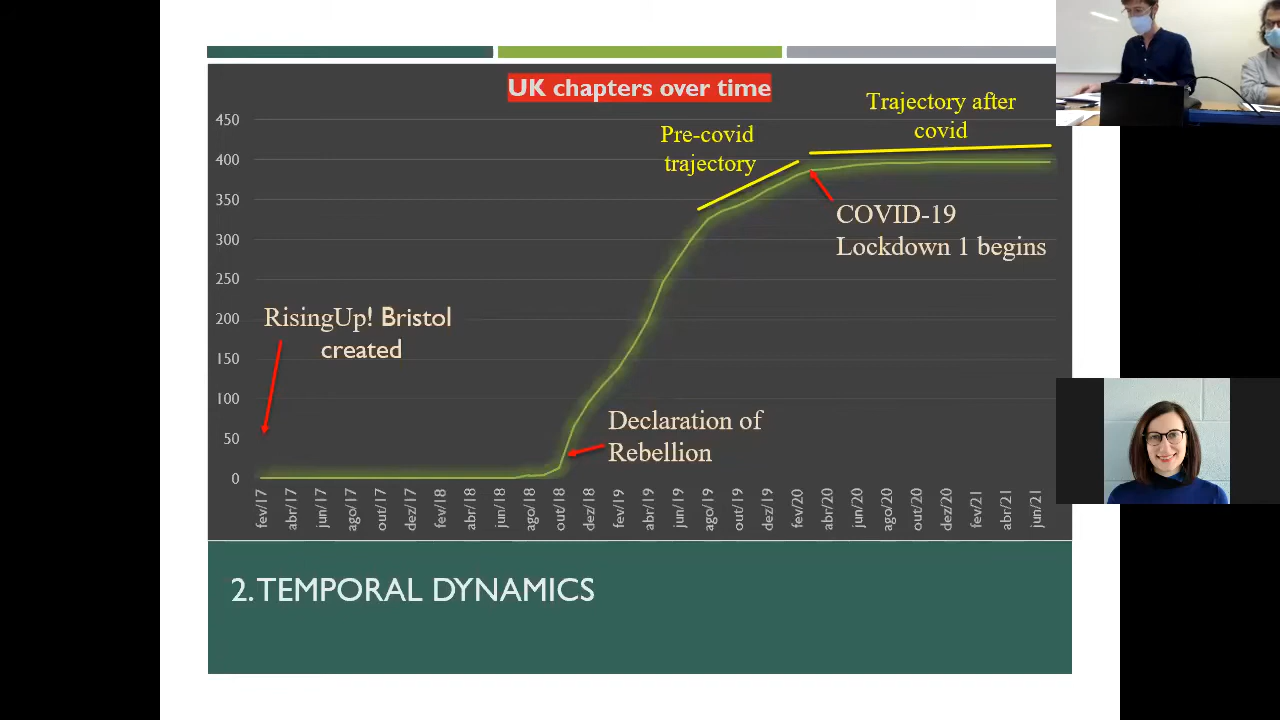 UK chapters over time
Trajectory after
covid
Pre-covid
trajectory
450
400
350
300
250
200
150
100
50
0
COVID-19
Lockdown 1 begins
RisingUp! Bristol
created
Declaration of
Rebellion
fev/17
abr/17
jun/17
ago/17
out/17
dez/17
fev/18
abr/18
jun/18
ago/18
out/18
dez/18
fev/19
abr/19
jun/19
ago/19
out/19
dez/19
fev/20
abr/20
jun/20
ago/20
out/20
dez/20
fev/21
abr/21
jun/21
2. TEMPORAL DYNAMICS